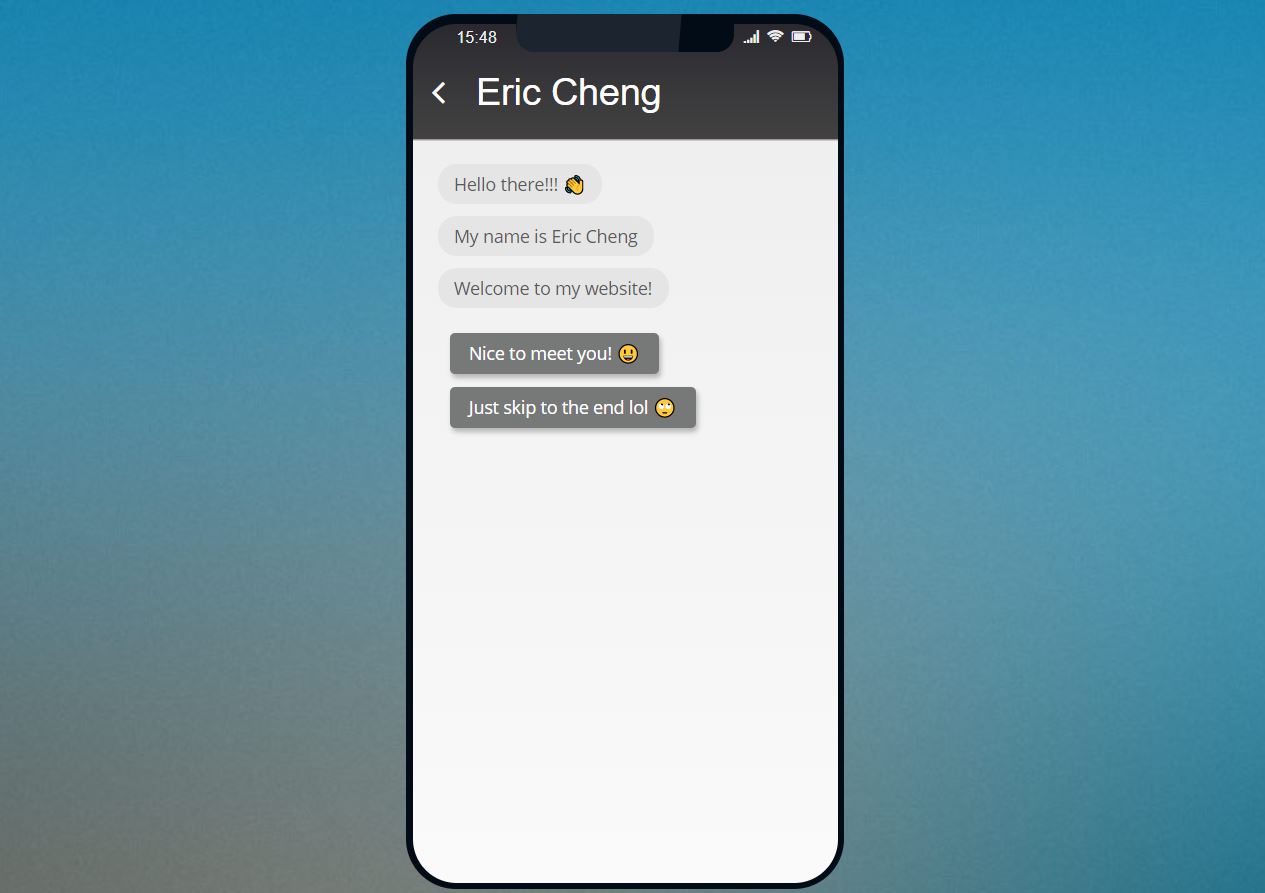 15:48
Eric Cheng
Hello there!!! 👏
My name is Eric Cheng
Welcome to my website!
Nice to meet you! 😃
Just skip to the end lol 🙄